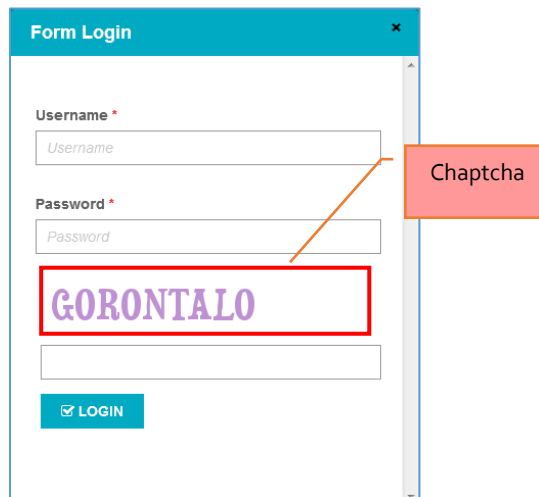 Form Login ×
Username *
Username
Chaptcha
Password *
Password
GORONTALO
LOGIN